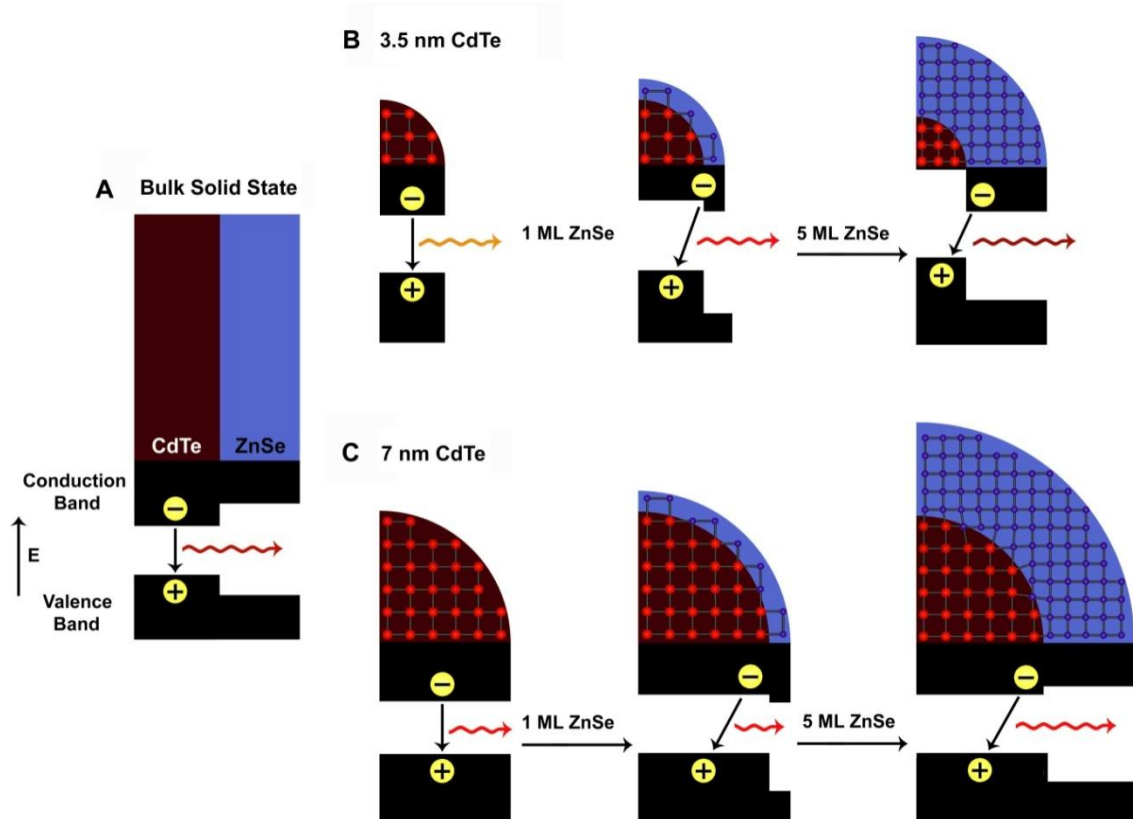 A Bulk Solid State
CdTe ZnSe
Conduction
Band
−
E
+
Valence
Band
B 3.5 nm CdTe
− − −
1 ML ZnSe 5 ML ZnSe
+ + +
C 7 nm CdTe
− − −
1 ML ZnSe 5 ML ZnSe
+ + +